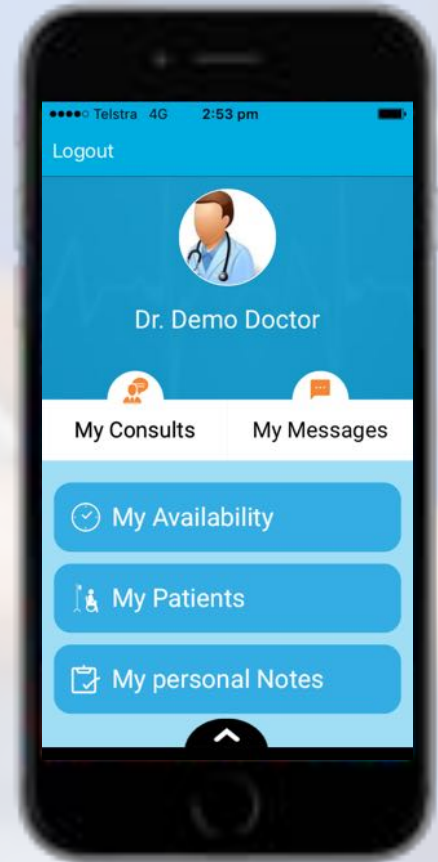 Telstra 4G 2:53 pm
Logout
Dr. Demo Doctor
My Consults My Messages
My Availability
My Patients
My personal Notes